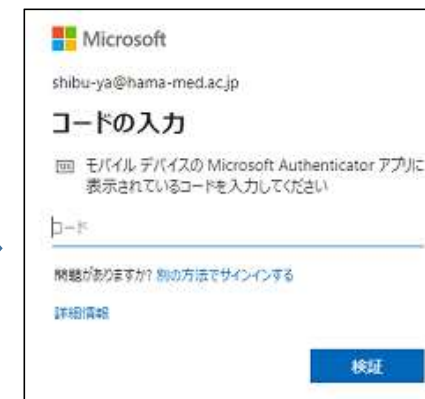 Microsoft
shibu-ya@hama-med.ac.jp
コードの入力
モバイル デバイスの Microsoft Authenticator アプリに
表示されているコードを入力してください
コード
問題がありますか? 別の方法でサインインする
詳細情報
検証